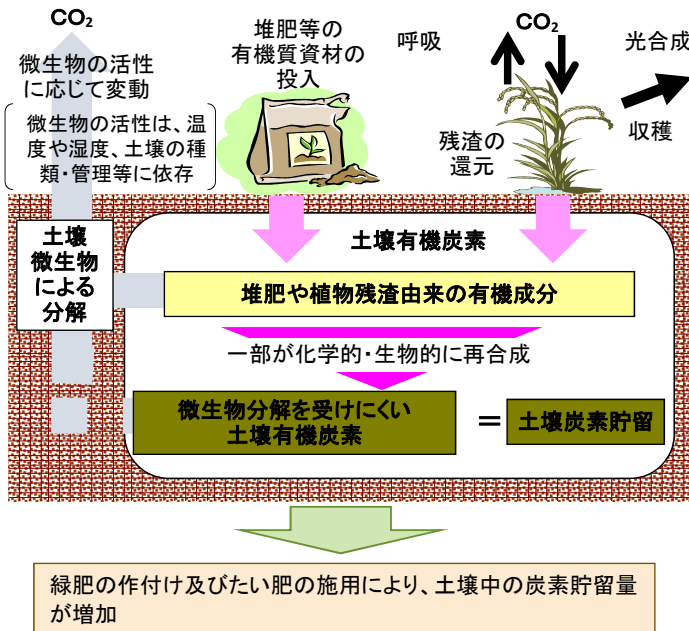 CO₂
微生物の活性
に応じて変動
微生物の活性は、温
度や湿度、土壌の種
類・管理等に依存
堆肥等の
有機質資材の
投入
呼吸
CO₂
光合成
収穫
残渣の
還元
土壌
微生物
による
分解
土壌有機炭素
堆肥や植物残渣由来の有機成分
一部が化学的・生物的に再合成
微生物分解を受けにくい
土壌有機炭素
＝
土壌炭素貯留
緑肥の作付け及びたい肥の施用により、土壌中の炭素貯留量
が増加